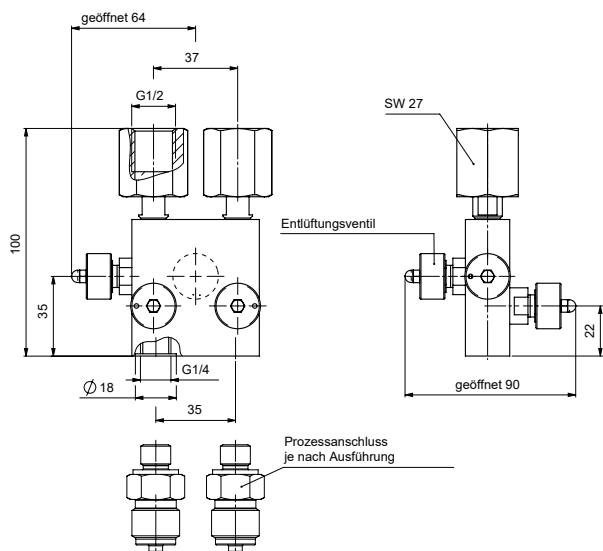 geöffnet 64
37
G1/2
SW 27
100
Entlüftungsventil
35
22
G1/4
Ø 18
geöffnet 90
35
Prozessanschluss
je nach Ausführung